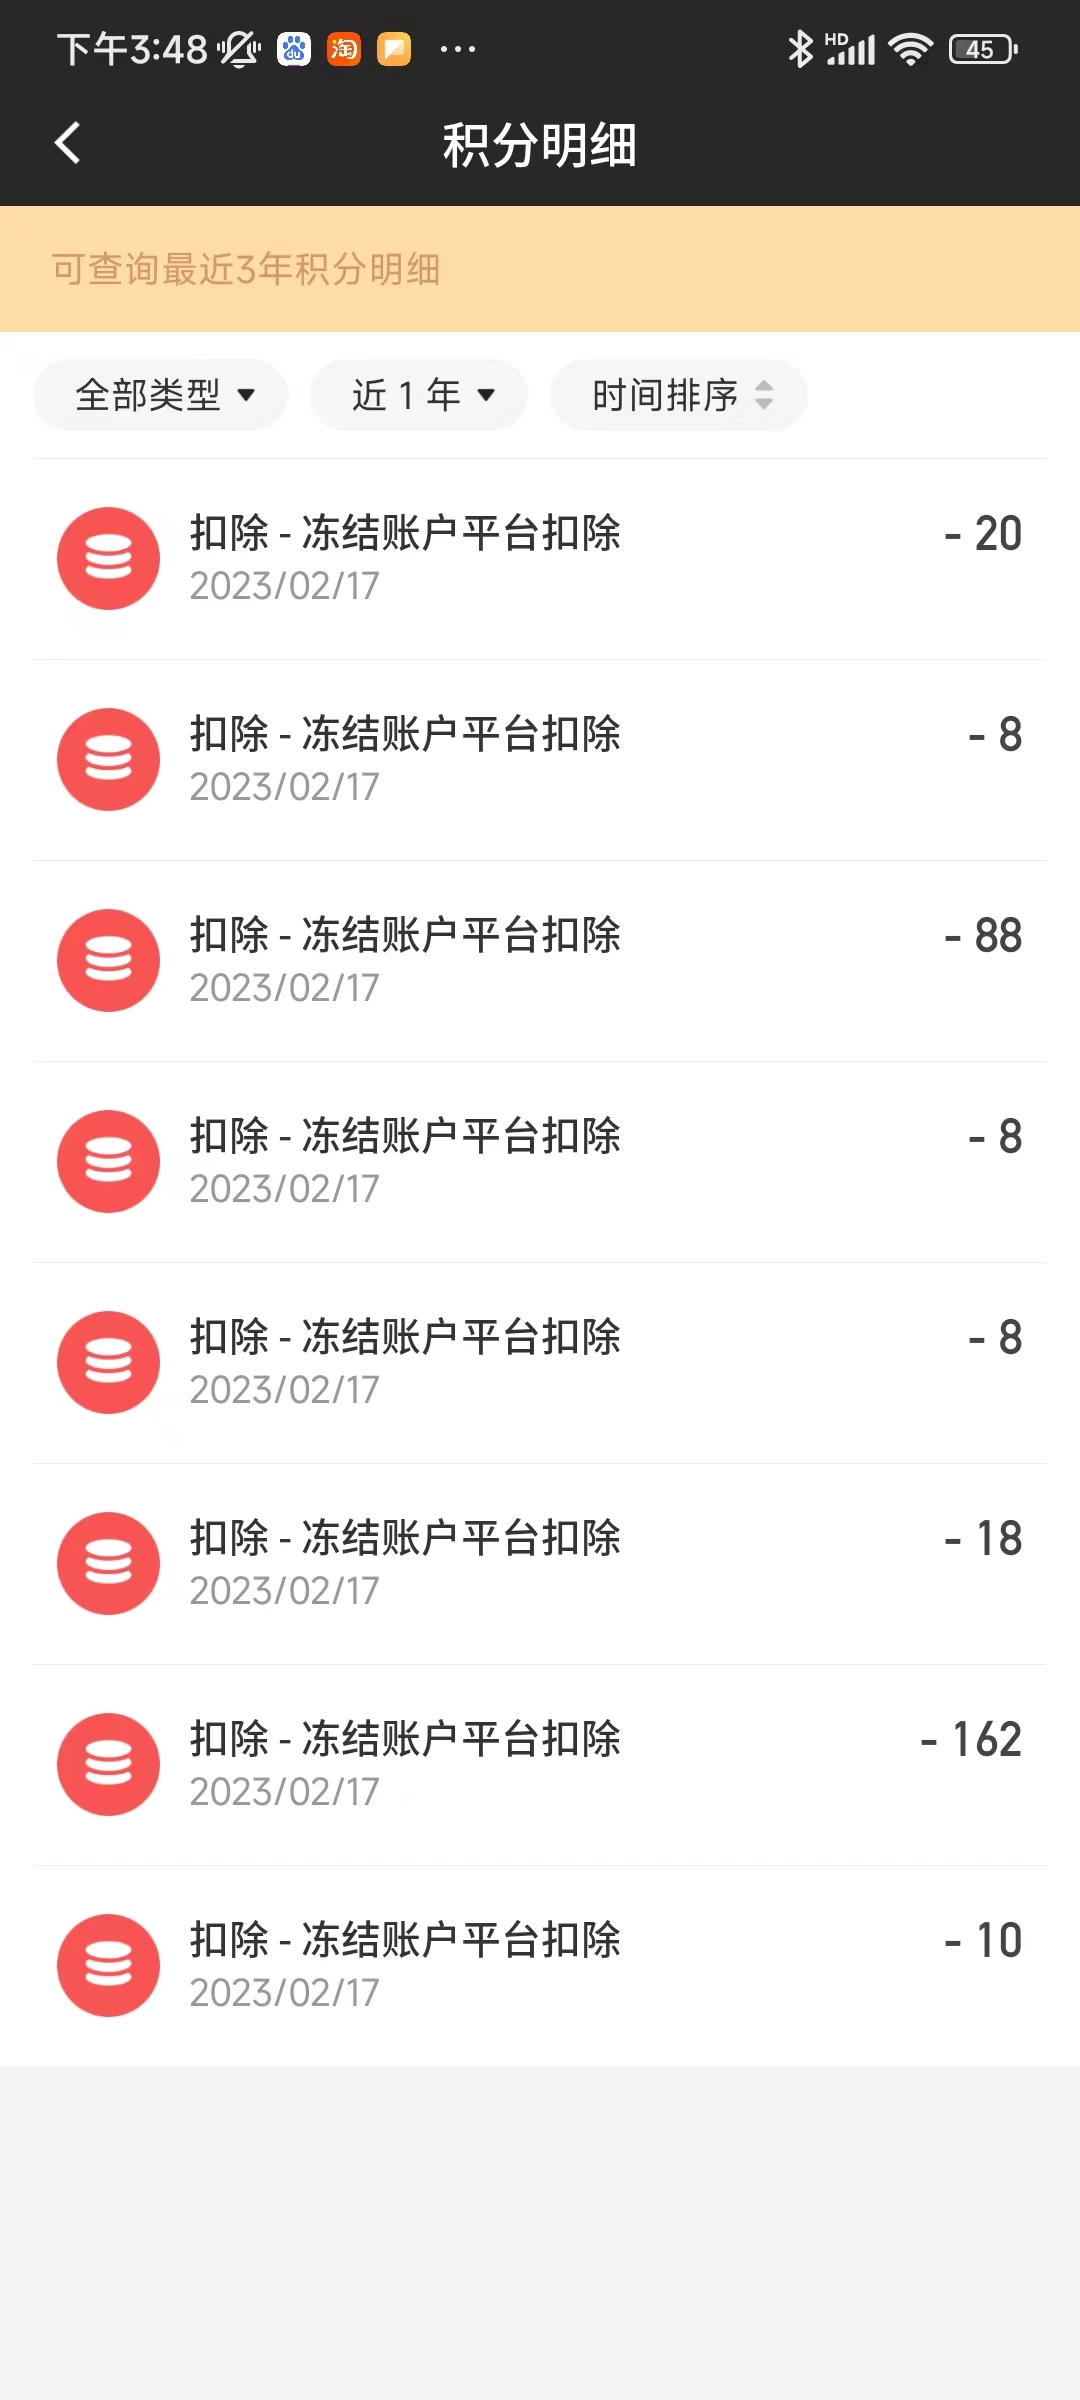 下午3:48 du 淘 ··· HD 45
积分明细
可查询最近3年积分明细
全部类型 近 1 年 时间排序
扣除 - 冻结账户平台扣除 - 20
2023/02/17
扣除 - 冻结账户平台扣除 - 8
2023/02/17
扣除 - 冻结账户平台扣除 - 88
2023/02/17
扣除 - 冻结账户平台扣除 - 8
2023/02/17
扣除 - 冻结账户平台扣除 - 8
2023/02/17
扣除 - 冻结账户平台扣除 - 18
2023/02/17
扣除 - 冻结账户平台扣除 - 162
2023/02/17
扣除 - 冻结账户平台扣除 - 10
2023/02/17